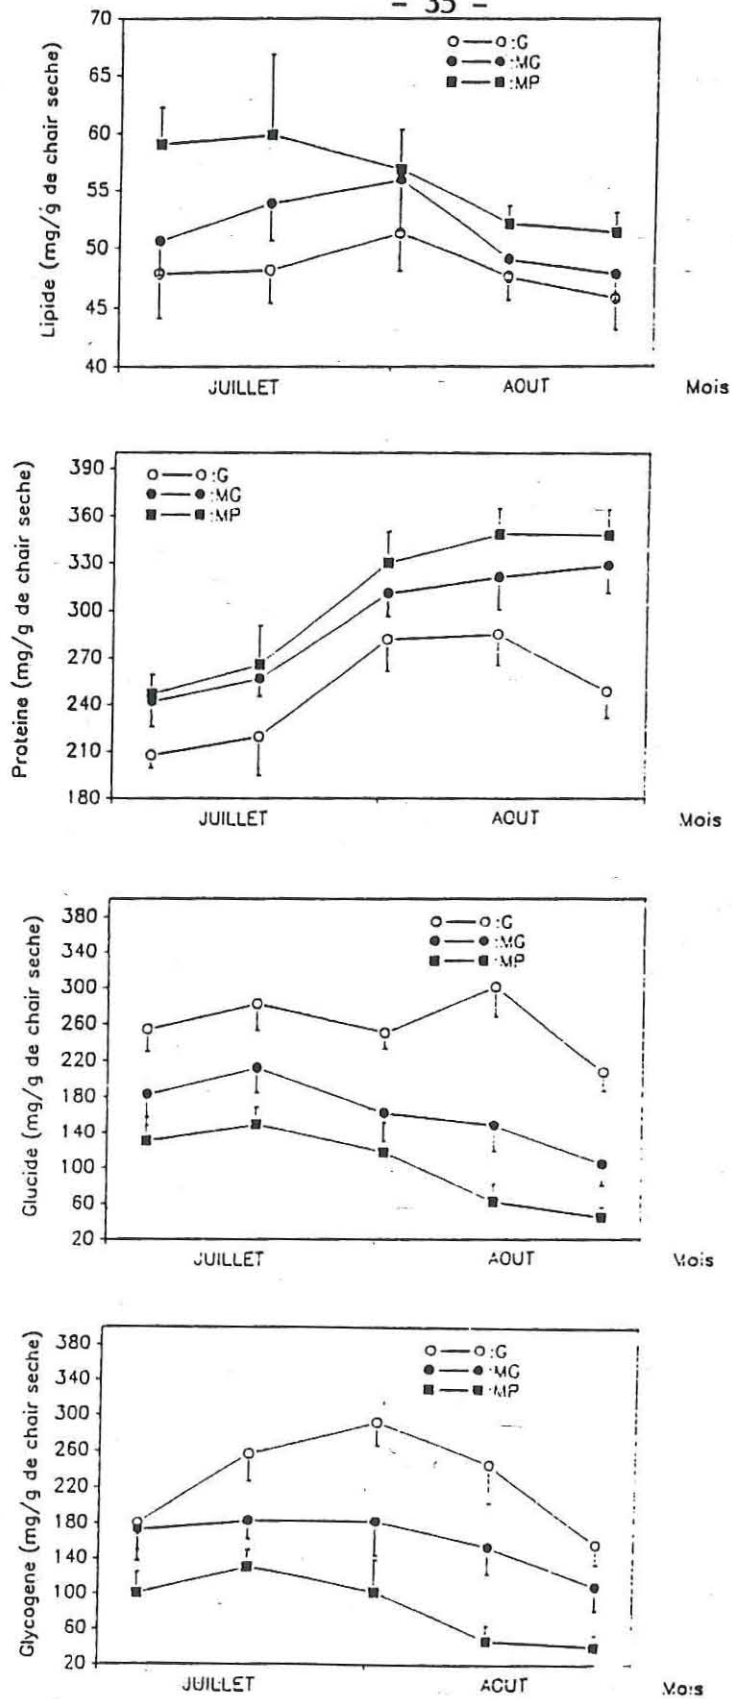 - 35 -
70
65
60
55
50
45
40
Lipide (mg/g de chair seche)
:G
:MG
:MP
JUILLET AOUT Mois
390
360
330
300
270
240
210
180
Proteine (mg/g de chair seche)
:G
:MG
:MP
JUILLET AOUT Mois
380
340
300
260
220
180
140
100
60
20
Glucide (mg/g de chair seche)
:G
:MG
:MP
JUILLET AOUT Mois
380
340
300
260
220
180
140
100
60
20
Glycogene (mg/g de chair seche)
:G
:MG
:MP
JUILLET AOUT Mois